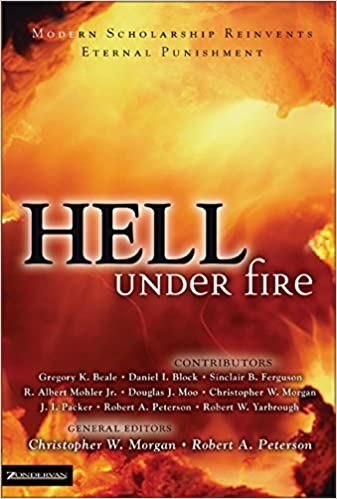 MODERN SCHOLARSHIP REINVENTS
ETERNAL PUNISHMENT
HELL
UNDER FIRE
CONTRIBUTORS
Gregory K. Beale • Daniel I. Block • Sinclair B. Ferguson
R. Albert Mohler Jr. • Douglas J. Moo • Christopher W. Morgan
J. I. Packer • Robert A. Peterson • Robert W. Yarbrough
GENERAL EDITORS
Christopher W. Morgan • Robert A. Peterson
ZONDERVAN